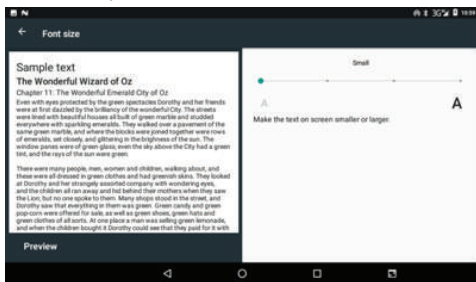 N
3G
10:59
Font size
Sample text
The Wonderful Wizard of Oz
Chapter 11: The Wonderful Emerald City of Oz
Even with eyes protected by the green spectacles Dorothy and her friends
were at first dazzled by the brilliancy of the wonderful City. The streets
were lined with beautiful houses all built of green marble and studded
everywhere with sparkling emeralds. They walked over a pavement of the
same green marble, and where the blocks were joined together were rows
of emeralds, set closely, and glittering in the brightness of the sun. The
window panes were of green glass; even the sky above the City had a green
tint, and the rays of the sun were green.
There were many people, men, women and children, walking about, and
these were all dressed in green clothes and had greenish skins. They looked
at Dorothy and her strangely assorted company with wondering eyes,
and the children all ran away and hid behind their mothers when they saw
the Lion; but no one spoke to them. Many shops stood in the street, and
Dorothy saw that everything in them was green. Green candy and green
pop-corn were offered for sale, as well as green shoes, green hats and
green clothes of all sorts. At one place a man was selling green lemonade,
and when the children bought it Dorothy could see that they paid for it with
Preview
Small
A
A
Make the text on screen smaller or larger.